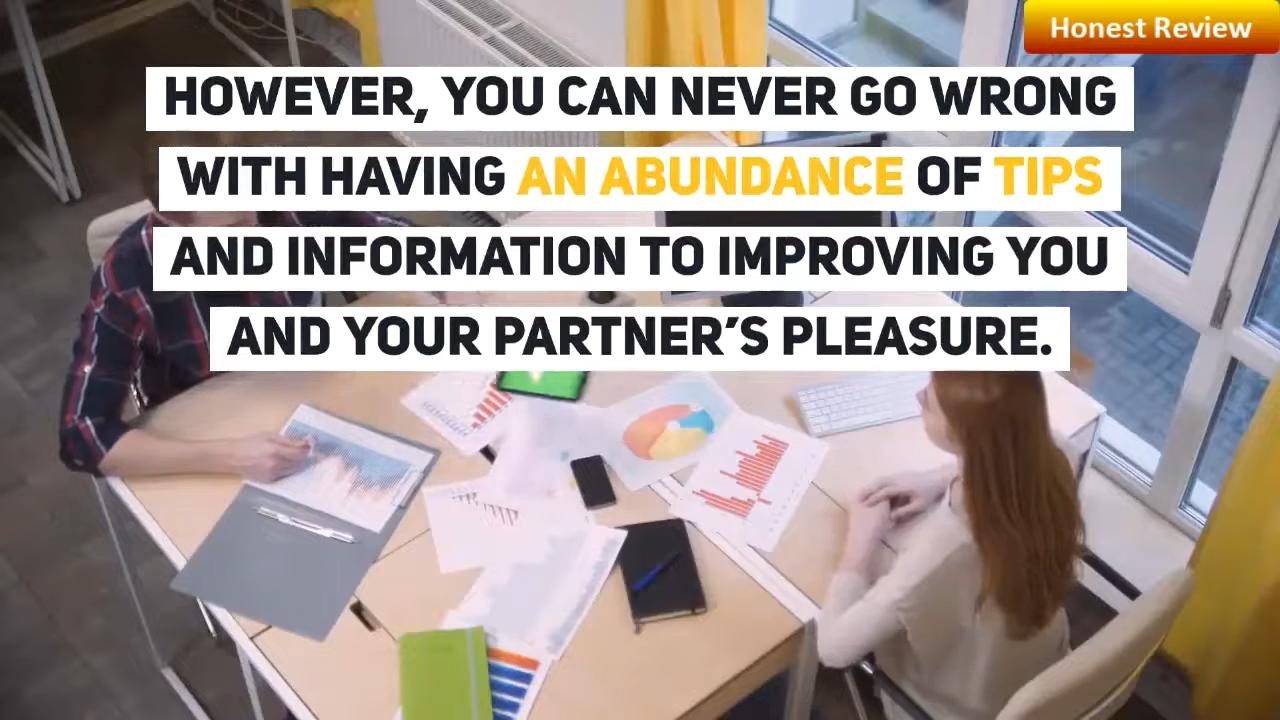 Honest Review
HOWEVER, YOU CAN NEVER GO WRONG
WITH HAVING AN ABUNDANCE OF TIPS
AND INFORMATION TO IMPROVING YOU
AND YOUR PARTNER’S PLEASURE.